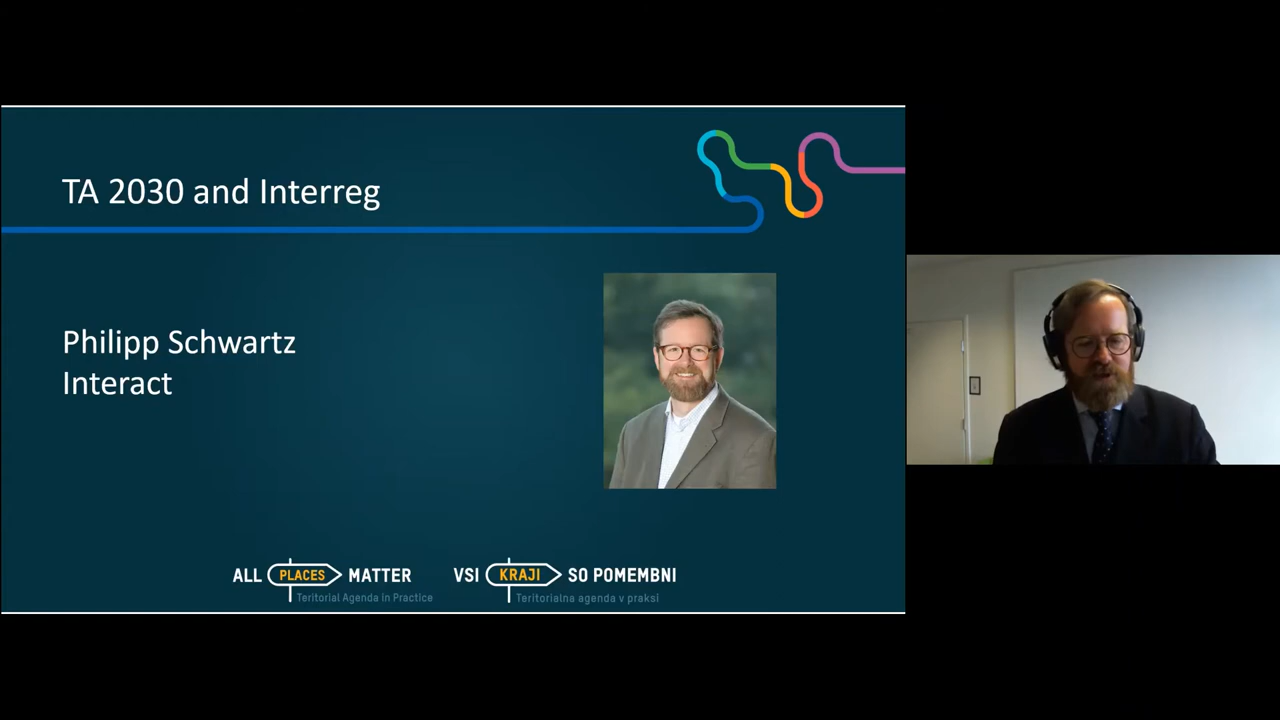 TA 2030 and Interreg
Philipp Schwartz
Interact
ALL PLACES MATTER
Teritorial Agenda in Practice
VSI KRAJI SO POMEMBNI
Teritorialna agenda v praksi